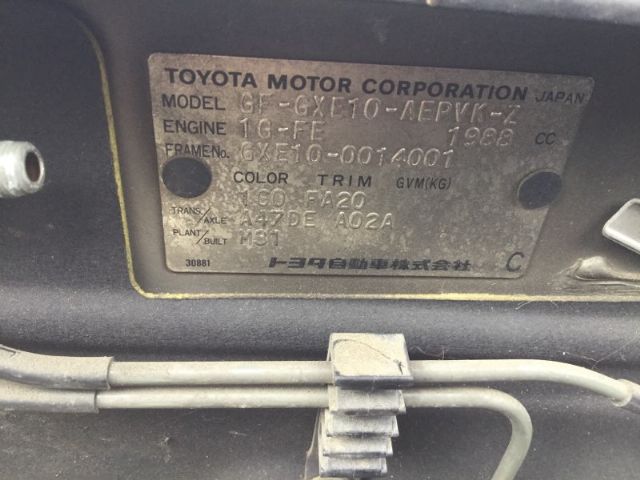 TOYOTA MOTOR CORPORATION JAPAN
MODEL GF-GXE10-AEPVK-Z
ENGINE 1G-FE 1988 CC
FRAME No. GXE10-0014001
COLOR TRIM GVM(KG)
1C0 FA20
TRANS./AXLE A47DE A02A
PLANT/BUILT M31
30881 トヨタ自動車株式会社 C